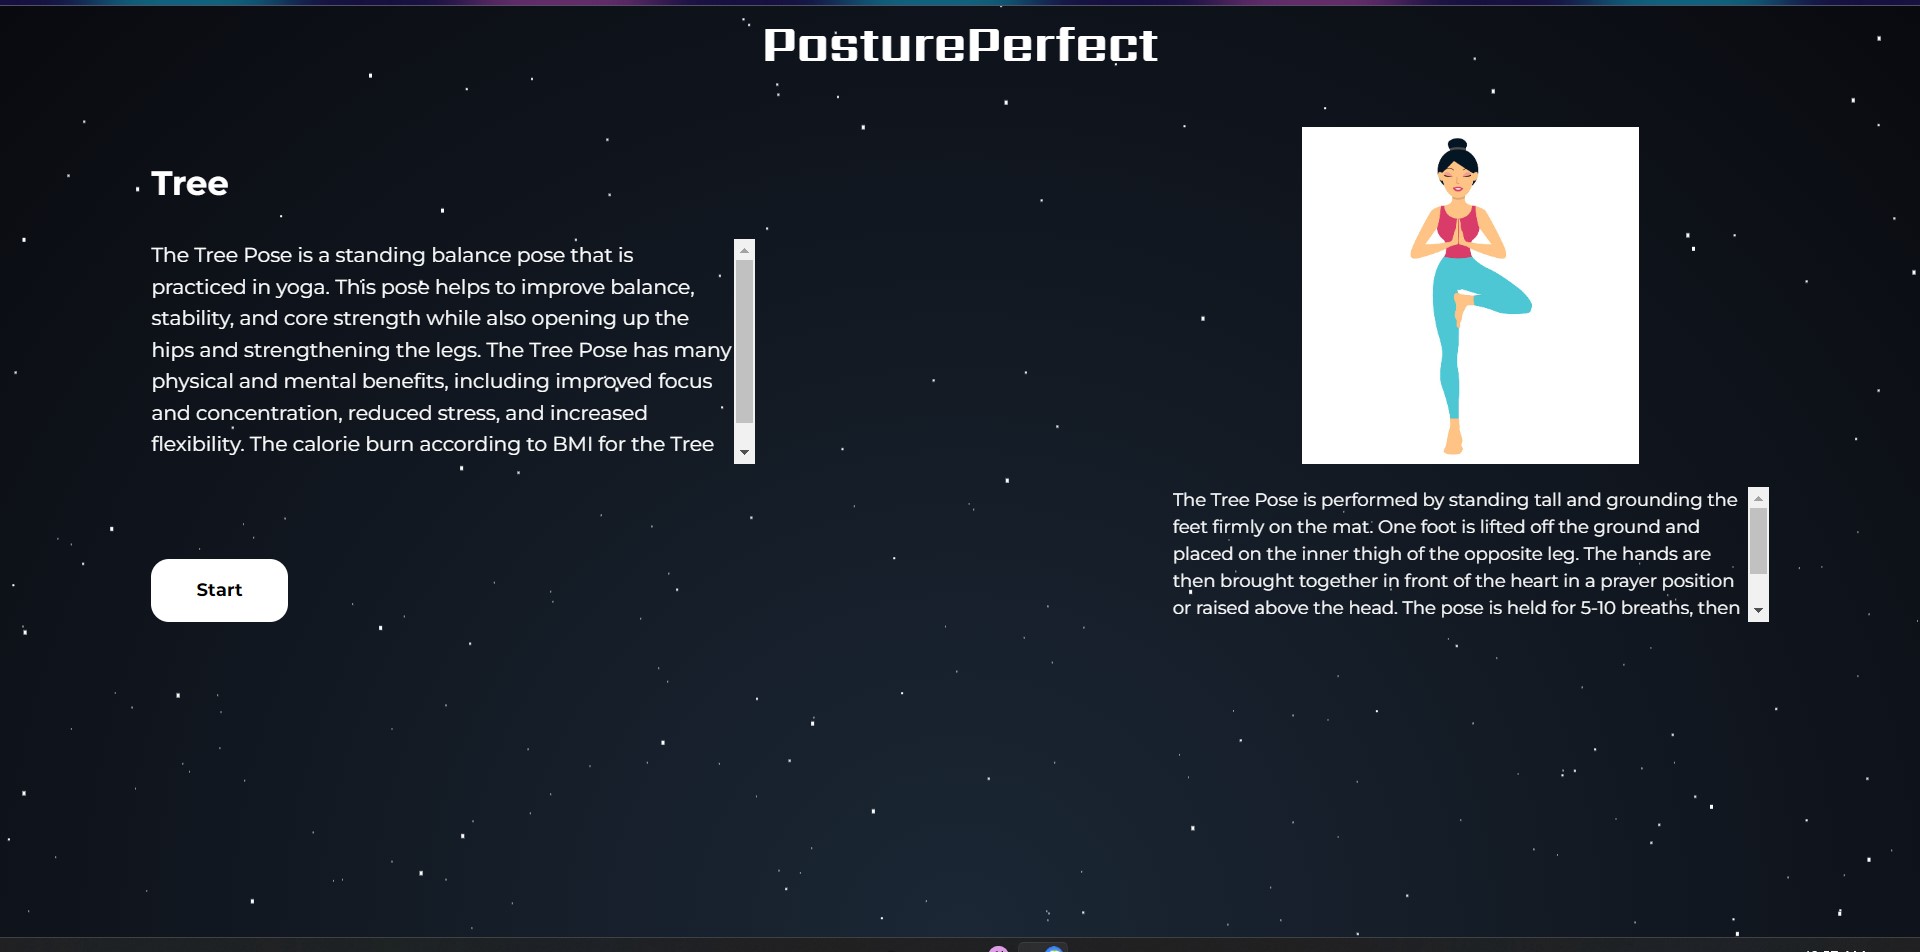 PosturePerfect
Tree
The Tree Pose is a standing balance pose that is
practiced in yoga. This pose helps to improve balance,
stability, and core strength while also opening up the
hips and strengthening the legs. The Tree Pose has many
physical and mental benefits, including improved focus
and concentration, reduced stress, and increased
flexibility. The calorie burn according to BMI for the Tree
Start
The Tree Pose is performed by standing tall and grounding the
feet firmly on the mat. One foot is lifted off the ground and
placed on the inner thigh of the opposite leg. The hands are
then brought together in front of the heart in a prayer position
or raised above the head. The pose is held for 5-10 breaths, then